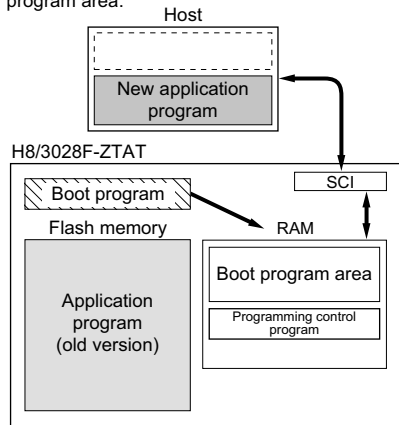 program area.
Host
New application
program
H8/3028F-ZTAT
SCI
Boot program
Flash memory
RAM
Boot program area
Application
program
(old version)
Programming control
program